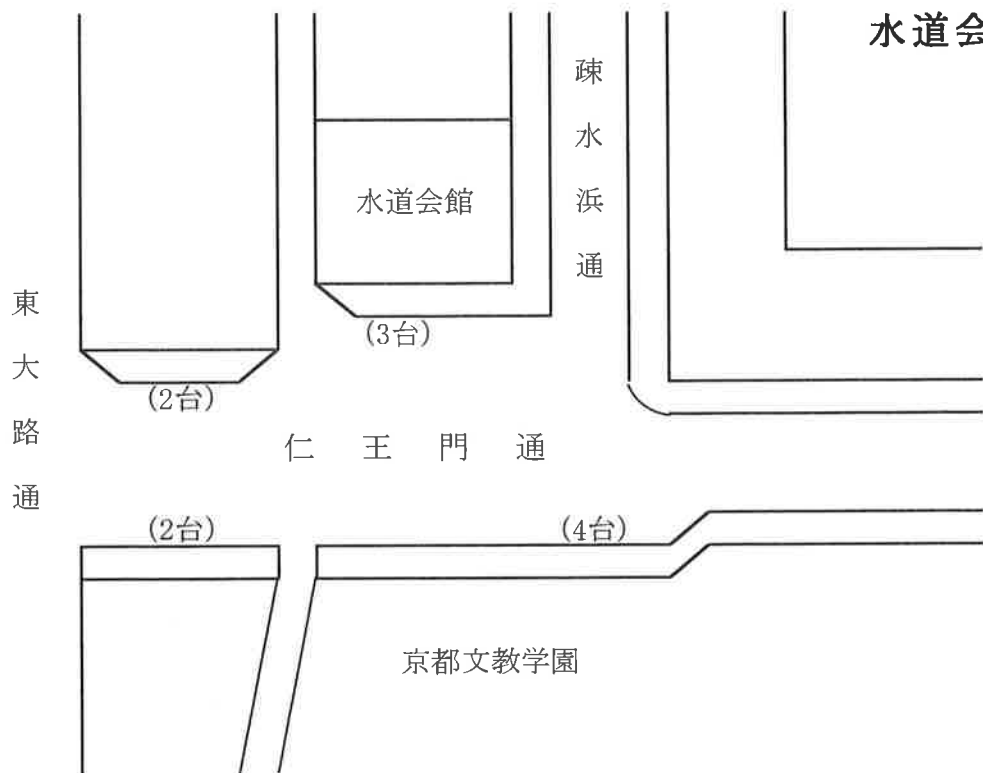 水道会
疎水浜通
水道会館
東大路通
(3台)
(2台)
仁王門通
(2台)
(4台)
京都文教学園